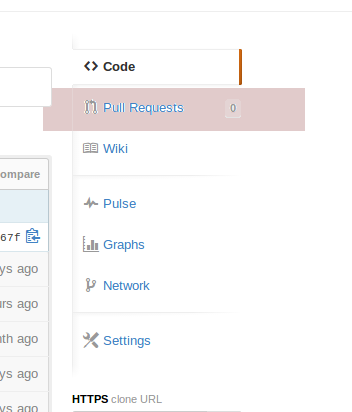 Code
Pull Requests 0
ompare
Wiki
67f
Pulse
ys ago
Graphs
urs ago
Network
nth ago
Settings
ys ago
HTTPS clone URL
ys ago